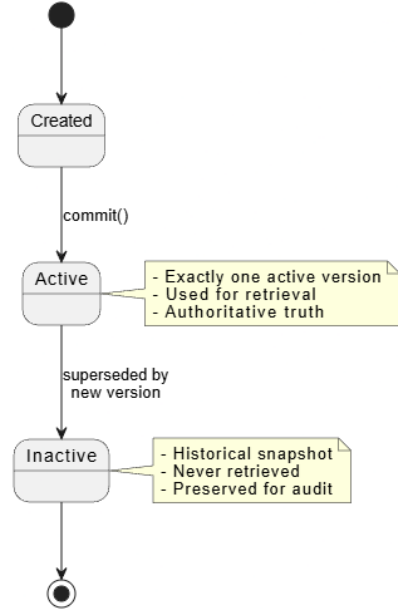 Created
commit()
Active
- Exactly one active version
- Used for retrieval
- Authoritative truth
superseded by
new version
Inactive
- Historical snapshot
- Never retrieved
- Preserved for audit